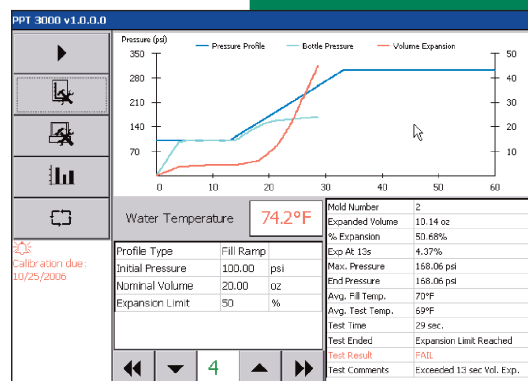 PPT 3000 v1.0.0.0
Pressure (psi)
Pressure Profile
Bottle Pressure
Volume Expansion
350
280
210
140
70
50
40
30
20
10
0 10 20 30 40 50 60
Water Temperature 74.2°F
Calibration due:
10/25/2006
Profile Type Fill Ramp
Initial Pressure 100.00 psi
Nominal Volume 20.00 oz
Expansion Limit 50 %
4
Mold Number 2
Expanded Volume 10.14 oz
% Expansion 50.68%
Exp At 13s 4.37%
Max. Pressure 168.06 psi
End Pressure 168.06 psi
Avg. Fill Temp. 70°F
Avg. Test Temp. 69°F
Test Time 29 sec.
Test Ended Expansion Limit Reached
Test Result FAIL
Test Comments Exceeded 13 sec Vol. Exp.